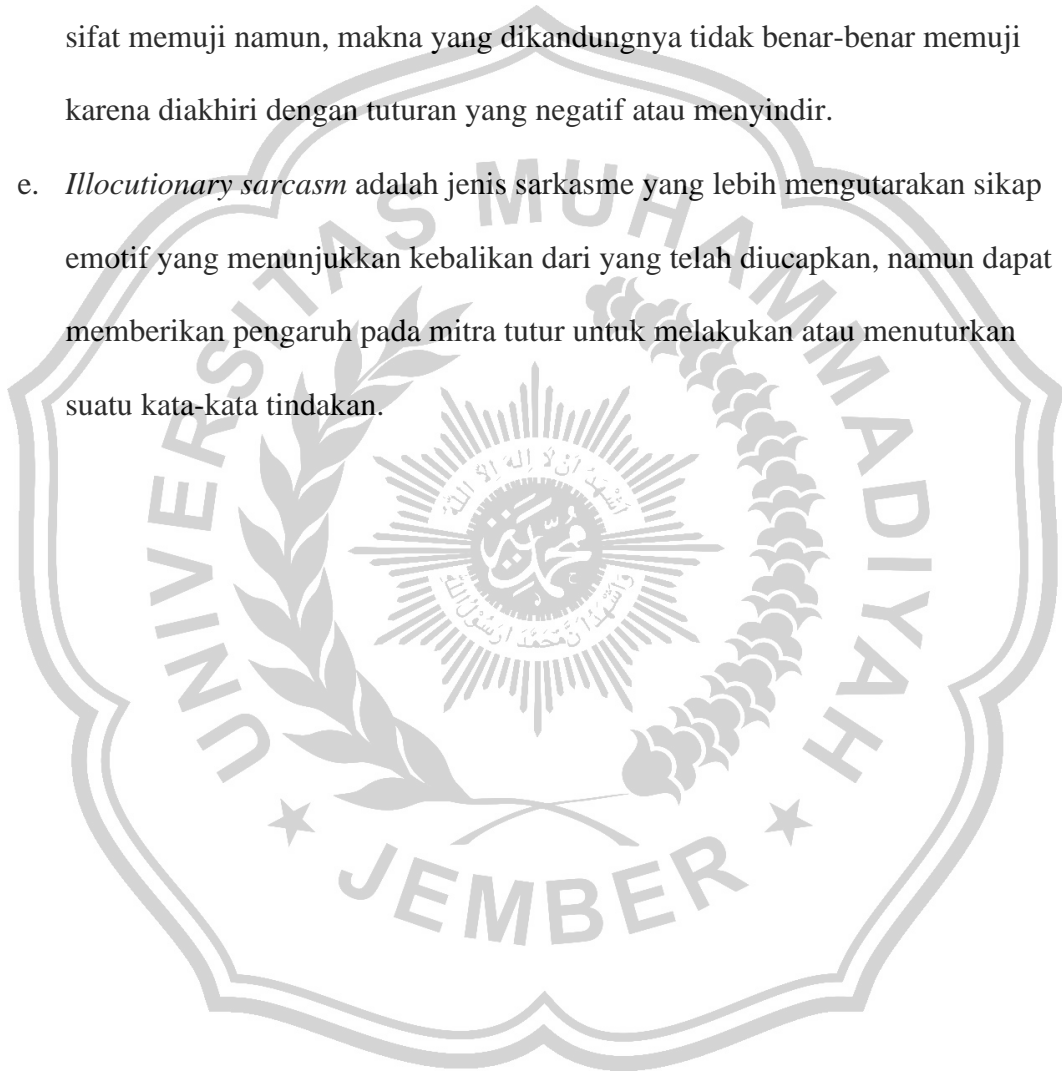 sifat memuji namun, makna yang dikandungnya tidak benar-benar memuji
karena diakhiri dengan tuturan yang negatif atau menyindir.
e. Illocutionary sarcasm adalah jenis sarkasme yang lebih mengutarakan sikap
emotif yang menunjukkan kebalikan dari yang telah diucapkan, namun dapat
memberikan pengaruh pada mitra tutur untuk melakukan atau menuturkan
suatu kata-kata tindakan.
UNIVERSITAS MUHAMMADIYAH
JEMBER